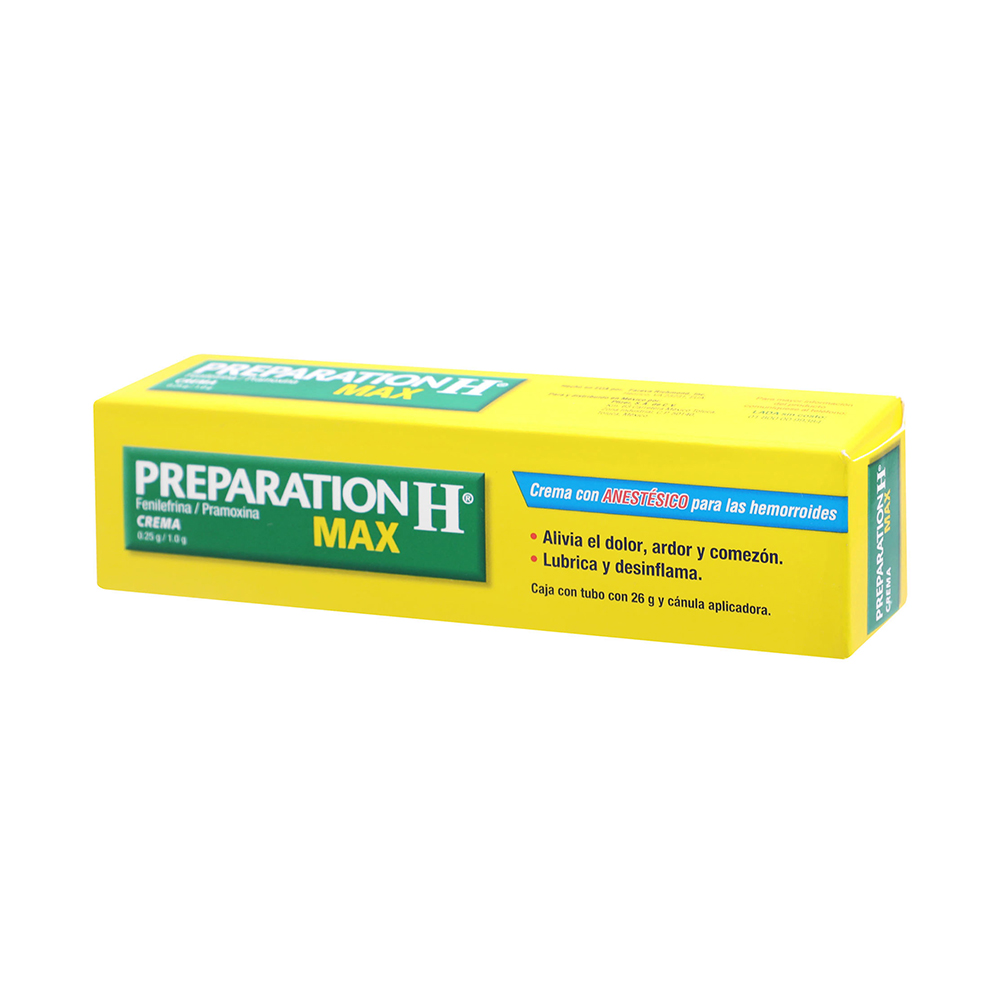 PREPARATION H®
MAX
CREMA
PREPARATION H®
Fenilefrina / Pramoxina
MAX
CREMA
0.25 g / 1.0 g
Crema con ANESTÉSICO para las hemorroides
• Alivia el dolor, ardor y comezón.
• Lubrica y desinflama.
Caja con tubo con 26 g y cánula aplicadora.
PREPARATION H®
MAX
CREMA